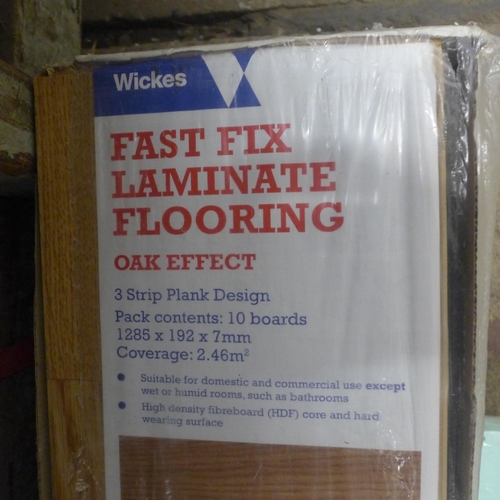 Wickes
FAST FIX
LAMINATE
FLOORING
OAK EFFECT
3 Strip Plank Design
Pack contents: 10 boards
1285 x 192 x 7mm
Coverage: 2.46m²
• Suitable for domestic and commercial use except
wet or humid rooms, such as bathrooms
• High density fibreboard (HDF) core and hard
wearing surface